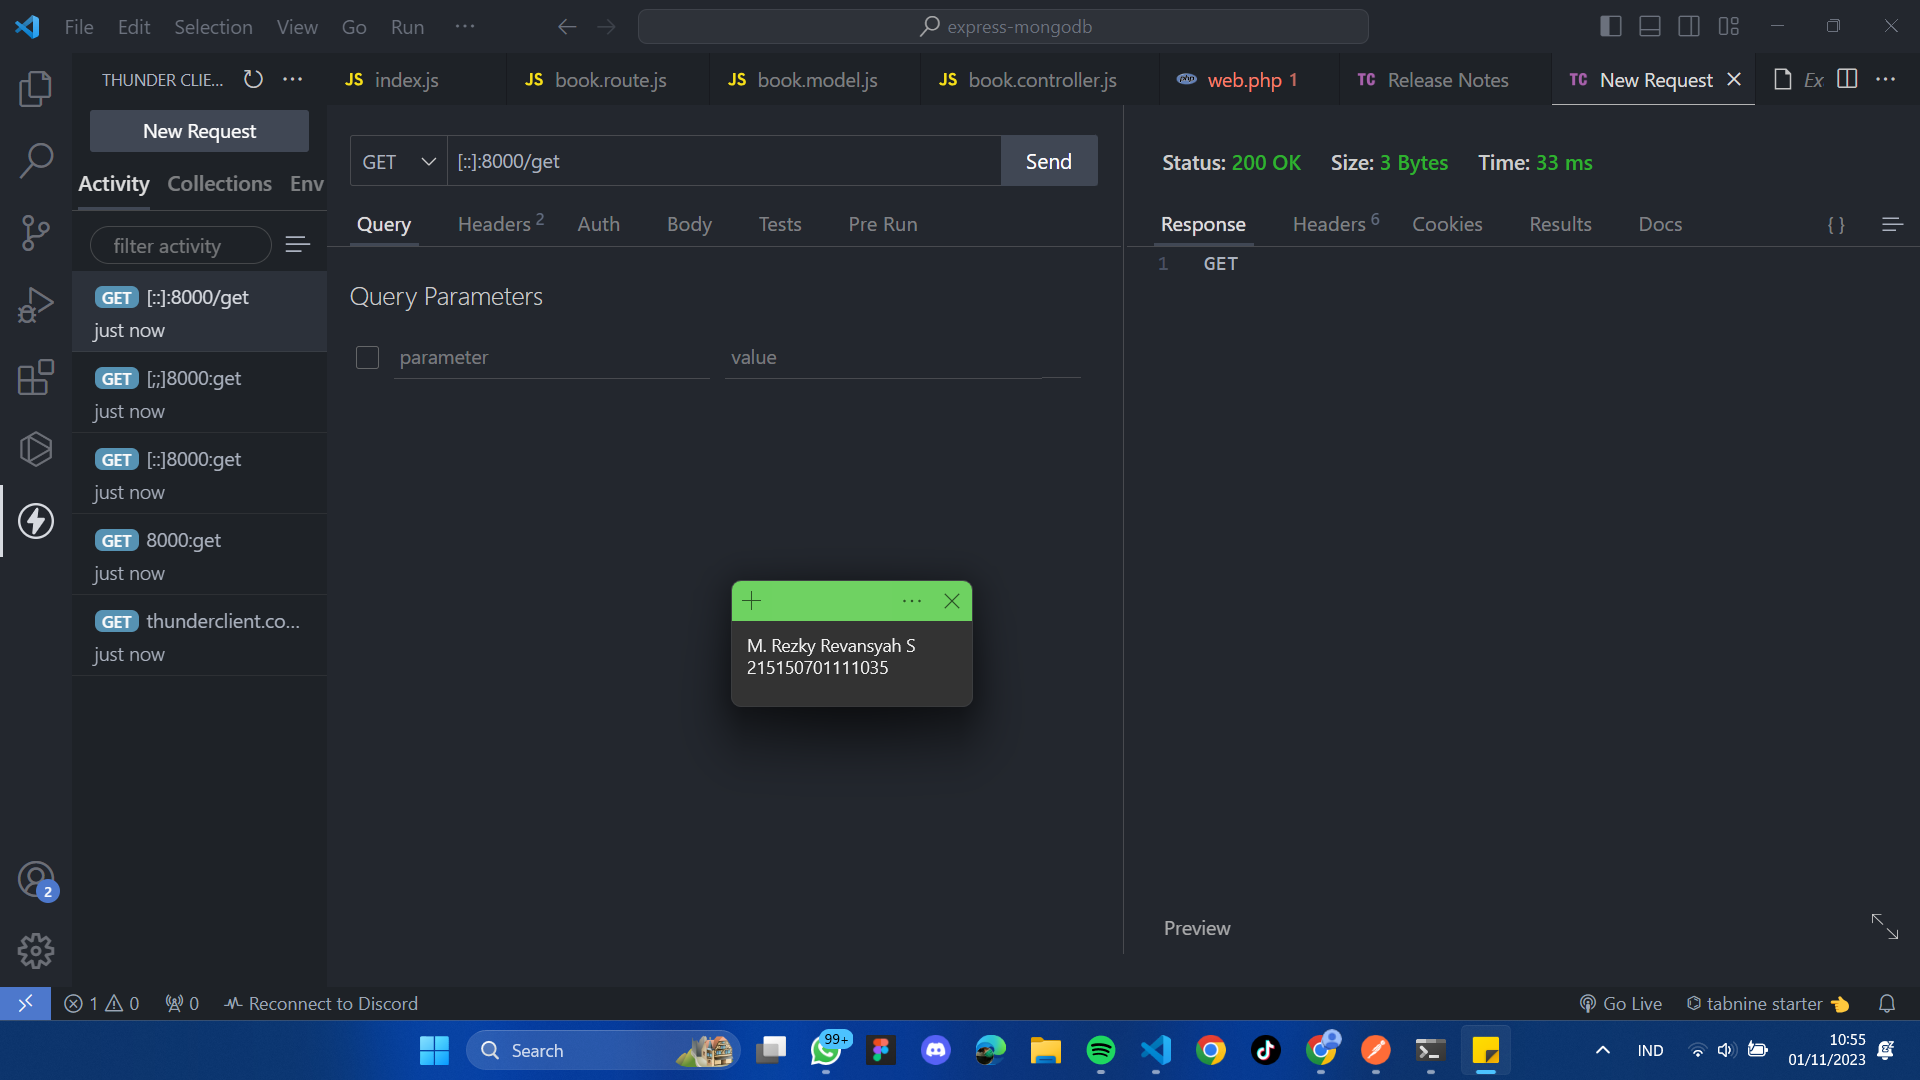 File Edit Selection View Go Run ···
express-mongodb
THUNDER CLIE... ···
index.js
JS book.route.js
JS book.model.js
JS book.controller.js
php web.php 1
TC Release Notes
TC New Request
Ex ···
New Request
Activity Collections Env
filter activity
GET [::]:8000/get
just now
GET [;;]8000:get
just now
GET [::]8000:get
just now
GET 8000:get
just now
GET thunderclient.co...
just now
GET [::]:8000/get Send
Query Headers 2 Auth Body Tests Pre Run
Query Parameters
parameter value
Status: 200 OK Size: 3 Bytes Time: 33 ms
Response Headers 6 Cookies Results Docs { }
1 GET
M. Rezky Revansyah S
215150701111035
Preview
2
1 0 0 Reconnect to Discord
Go Live tabnine starter
Search
99+
IND
10:55
01/11/2023